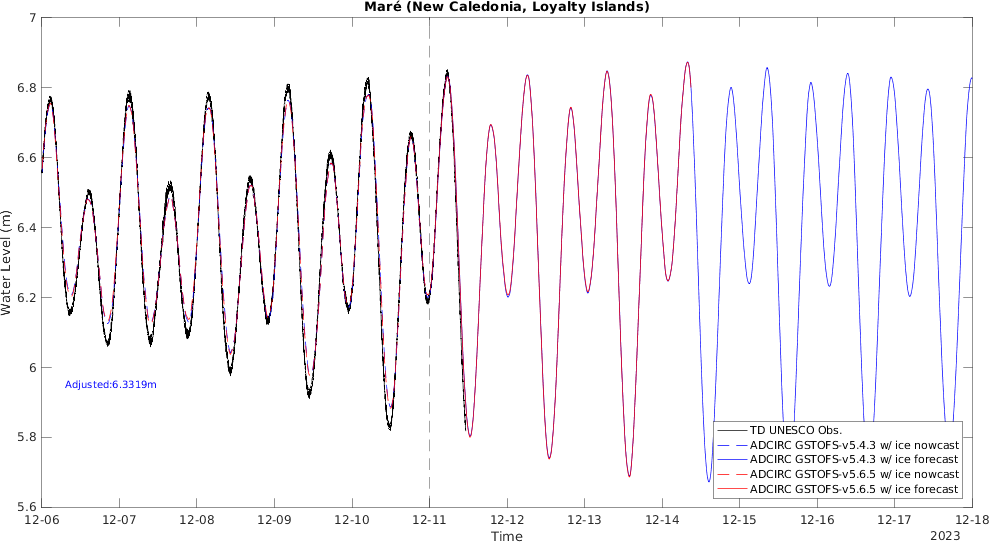 Maré (New Caledonia, Loyalty Islands)
7
6.8
6.6
6.4
6.2
6
5.8
5.6
Water Level (m)
Adjusted:6.3319m
TD UNESCO Obs.
ADCIRC GSTOFS-v5.4.3 w/ ice nowcast
ADCIRC GSTOFS-v5.4.3 w/ ice forecast
ADCIRC GSTOFS-v5.6.5 w/ ice nowcast
ADCIRC GSTOFS-v5.6.5 w/ ice forecast
12-06 12-07 12-08 12-09 12-10 12-11 12-12 12-13 12-14 12-15 12-16 12-17 12-18
Time
2023